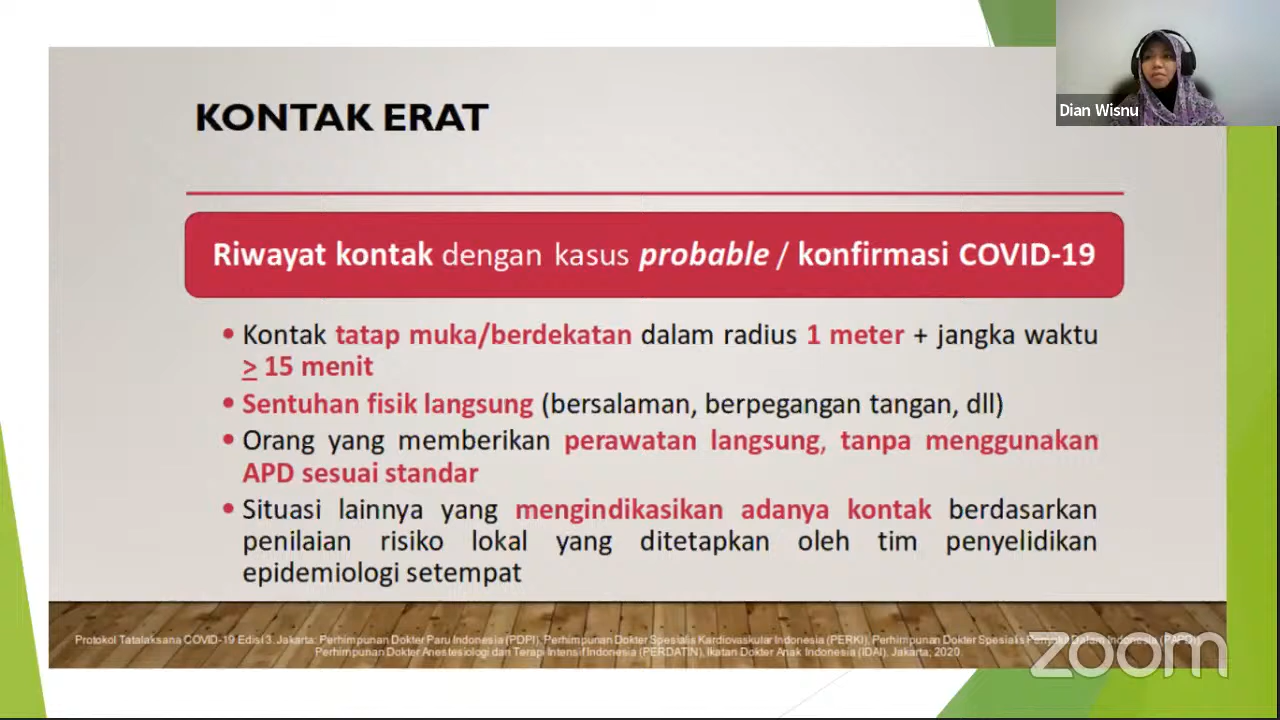 KONTAK ERAT
Dian Wisnu
Riwayat kontak dengan kasus probable / konfirmasi COVID-19
• Kontak tatap muka/berdekatan dalam radius 1 meter + jangka waktu
≥ 15 menit
• Sentuhan fisik langsung (bersalaman, berpegangan tangan, dll)
• Orang yang memberikan perawatan langsung, tanpa menggunakan
APD sesuai standar
• Situasi lainnya yang mengindikasikan adanya kontak berdasarkan
penilaian risiko lokal yang ditetapkan oleh tim penyelidikan
epidemiologi setempat
Protokol Tatalaksana COVID-19 Edisi 3. Jakarta: Perhimpunan Dokter Paru Indonesia (PDPI), Perhimpunan Dokter Spesialis Kardiovaskular Indonesia (PERKI), Perhimpunan Dokter Spesialis Penyakit Dalam Indonesia (PAPDI),
Perhimpunan Dokter Anestesiologi dan Terapi Intensif Indonesia (PERDATIN), Ikatan Dokter Anak Indonesia (IDAI). Jakarta; 2020
zoom